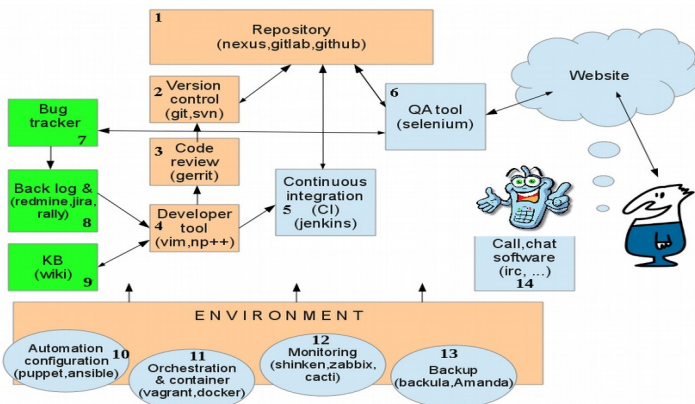 1
Repository
(nexus,gitlab,github)
2
Version
control
(git,svn)
3
Code
review
(gerrit)
4
Developer
tool
(vim,np++)
Continuous
integration
5 (CI)
jenkins)
6
QA tool
(selenium)
Website
Bug
tracker
7
Back log &
(redmine,jira,
rally)
8
KB
(wiki)
9
Call,chat
software
(irc, ...)
14
ENVIRONMENT
Automation
configuration 10
(puppet,ansible)
11
Orchestration
& container
(vagrant,docker)
12
Monitoring
(shinken,zabbix,
cacti)
13
Backup
(backula,Amanda)